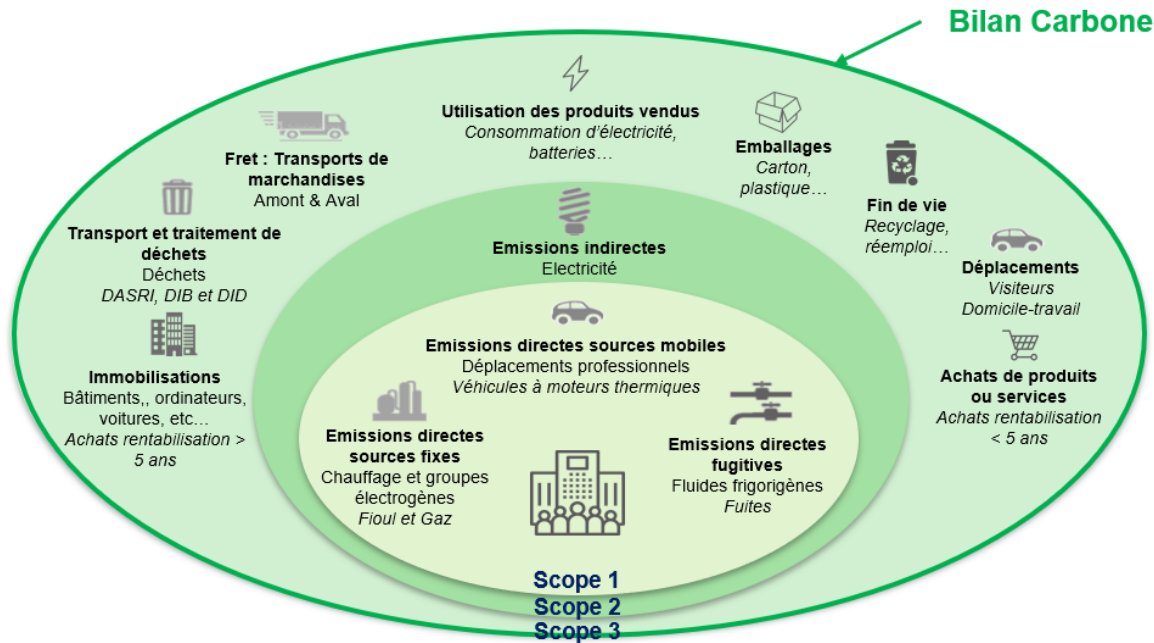 Bilan Carbone
Utilisation des produits vendus
Consommation d'électricité,
batteries…
Emballages
Carton,
plastique…
Fret : Transports de
marchandises
Amont & Aval
Fin de vie
Recyclage,
réemploi…
Transport et traitement de
déchets
Déchets
DASRI, DIB et DID
Emissions indirectes
Electricité
Déplacements
Visiteurs
Domicile-travail
Immobilisations
Bâtiments,, ordinateurs,
voitures, etc…
Achats rentabilisation >
5 ans
Emissions directes sources mobiles
Déplacements professionnels
Véhicules à moteurs thermiques
Achats de produits
ou services
Achats rentabilisation
< 5 ans
Emissions directes
sources fixes
Chauffage et groupes
électrogènes
Fioul et Gaz
Emissions directes
fugitives
Fluides frigorigènes
Fuites
Scope 1
Scope 2
Scope 3